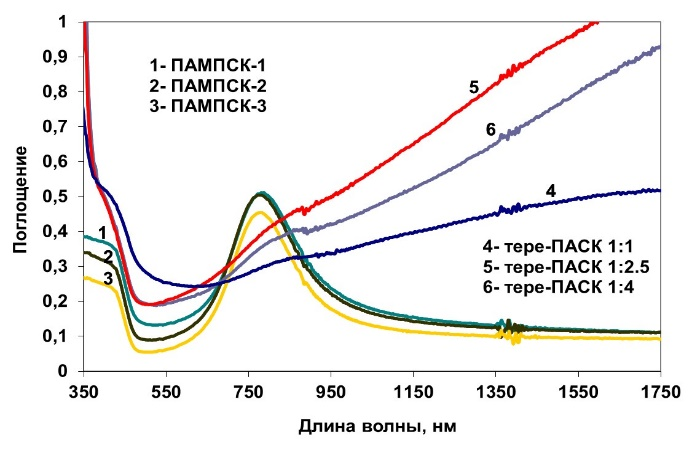 1
0,9
0,8
0,7
0,6
0,5
0,4
0,3
0,2
0,1
0
Поглощение
1- ПАМПСК-1
2- ПАМПСК-2
3- ПАМПСК-3
5
6
4
1
2
3
4- тере-ПАСК 1:1
5- тере-ПАСК 1:2.5
6- тере-ПАСК 1:4
350 550 750 950 1150 1350 1550 1750
Длина волны, нм